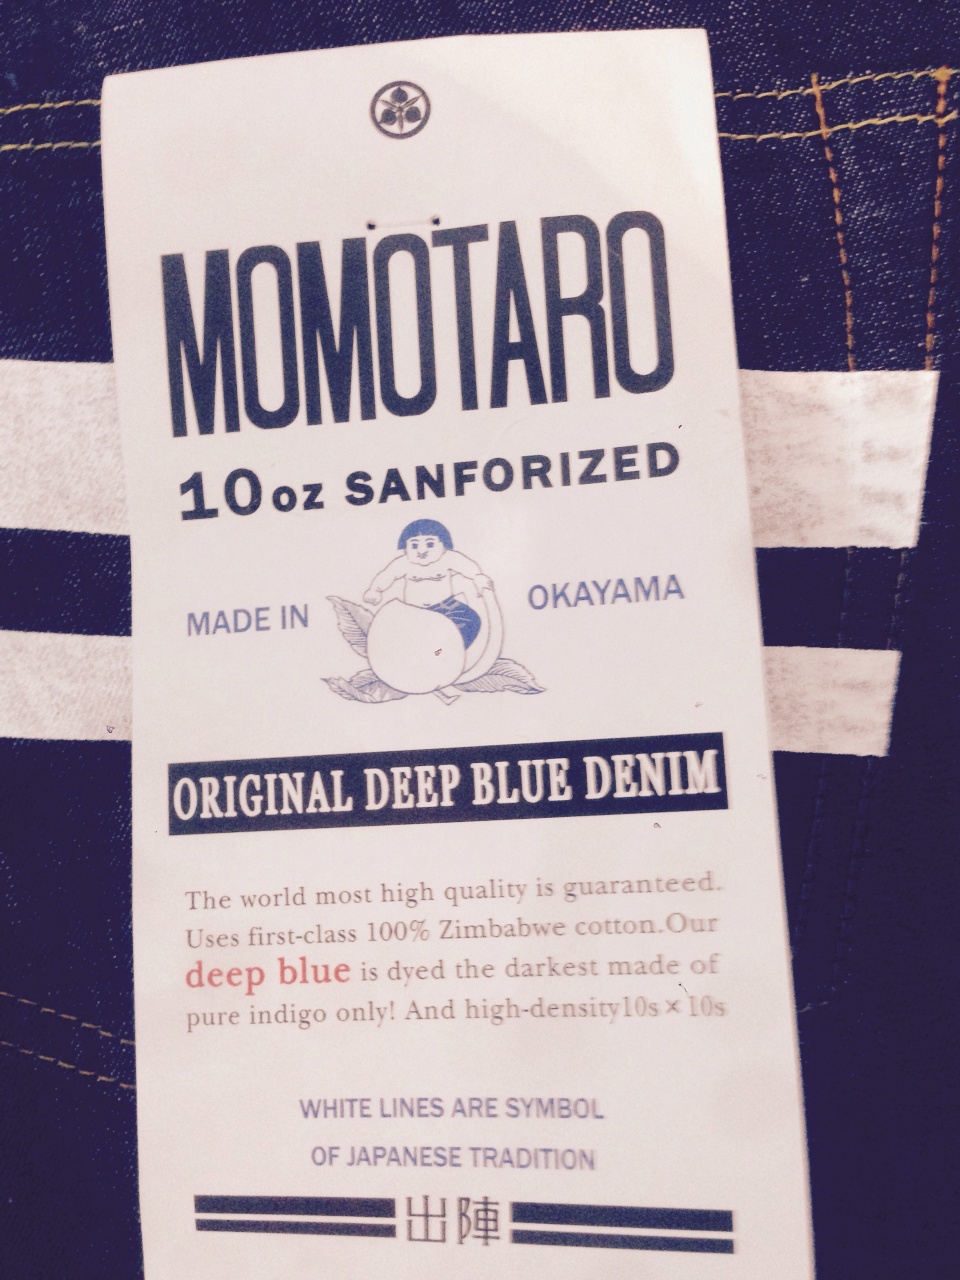 MOMOTARO
10oz SANFORIZED
MADE IN OKAYAMA
ORIGINAL DEEP BLUE DENIM
The world most high quality is guaranteed.
Uses first-class 100% Zimbabwe cotton.Our
deep blue is dyed the darkest made of
pure indigo only! And high-density10s×10s
WHITE LINES ARE SYMBOL
OF JAPANESE TRADITION
出陣